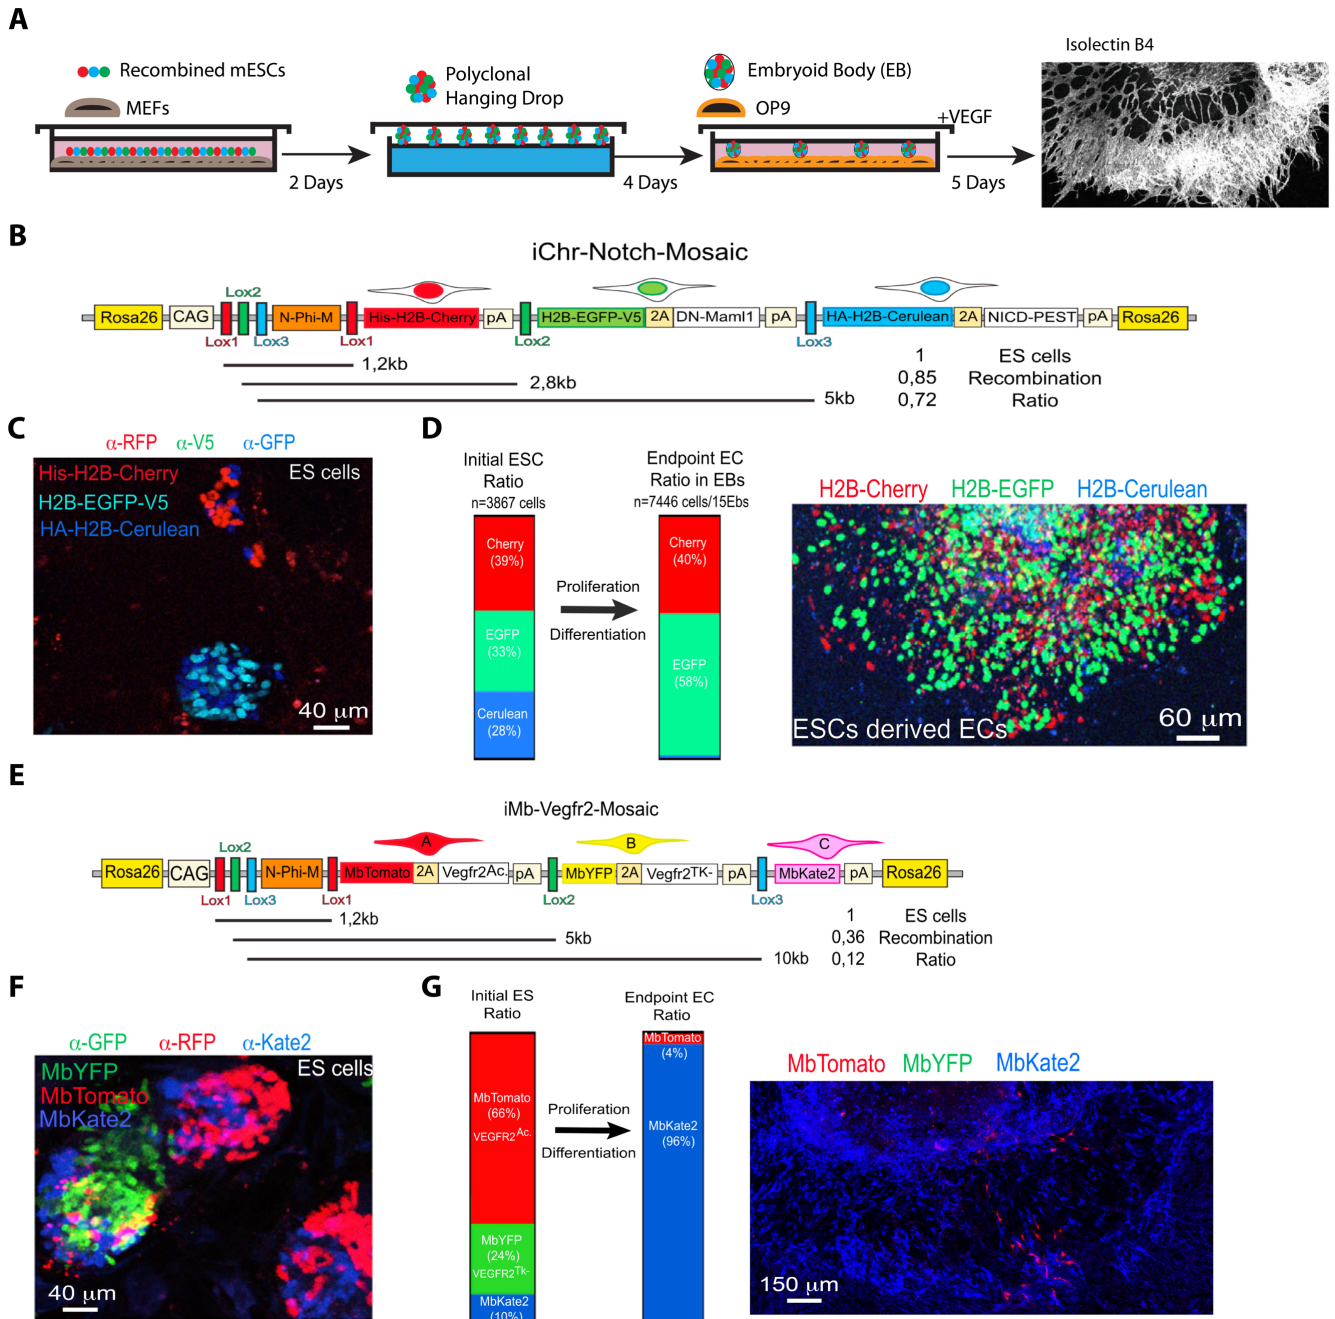 A
Recombined mESCs
MEFs
2 Days
Polyclonal
Hanging Drop
4 Days
Embryoid Body (EB)
OP9
+VEGF
5 Days
Isolectin B4
B
iChr-Notch-Mosaic
Lox2
Rosa26
CAG
N-Phi-M
His-H2B-Cherry
pA
H2B-EGFP-V5
2A
DN-Maml1
pA
HA-H2B-Cerulean
2A
NICD-PEST
pA
Rosa26
Lox1
Lox3
Lox1
Lox2
Lox3
1,2kb
2,8kb
5kb
1 ES cells
0,85 Recombination
0,72 Ratio
C
α-RFP α-V5 α-GFP
His-H2B-Cherry
H2B-EGFP-V5
HA-H2B-Cerulean
ES cells
40 µm
D
Initial ESC
Ratio
n=3867 cells
Cherry
(39%)
EGFP
(33%)
Cerulean
(28%)
Proliferation
Differentiation
Endpoint EC
Ratio in EBs
n=7446 cells/15Ebs
Cherry
(40%)
EGFP
(58%)
H2B-Cherry H2B-EGFP H2B-Cerulean
ESCs derived ECs
60 µm
E
iMb-Vegfr2-Mosaic
A
B
C
Lox2
Rosa26
CAG
N-Phi-M
MbTomato
2A
Vegfr2Ac.
pA
MbYFP
2A
Vegfr2TK-
pA
MbKate2
pA
Rosa26
Lox1
Lox3
Lox1
Lox2
Lox3
1,2kb
5kb
10kb
1 ES cells
0,36 Recombination
0,12 Ratio
F
α-GFP α-RFP α-Kate2
MbYFP
MbTomato
MbKate2
ES cells
40 µm
G
Initial ES
Ratio
MbTomato
(66%)
VEGFR2Ac.
MbYFP
(24%)
VEGFR2Tk-
MbKate2
(10%)
Proliferation
Differentiation
Endpoint EC
Ratio
MbTomato
(4%)
MbKate2
(96%)
MbTomato MbYFP MbKate2
150 µm